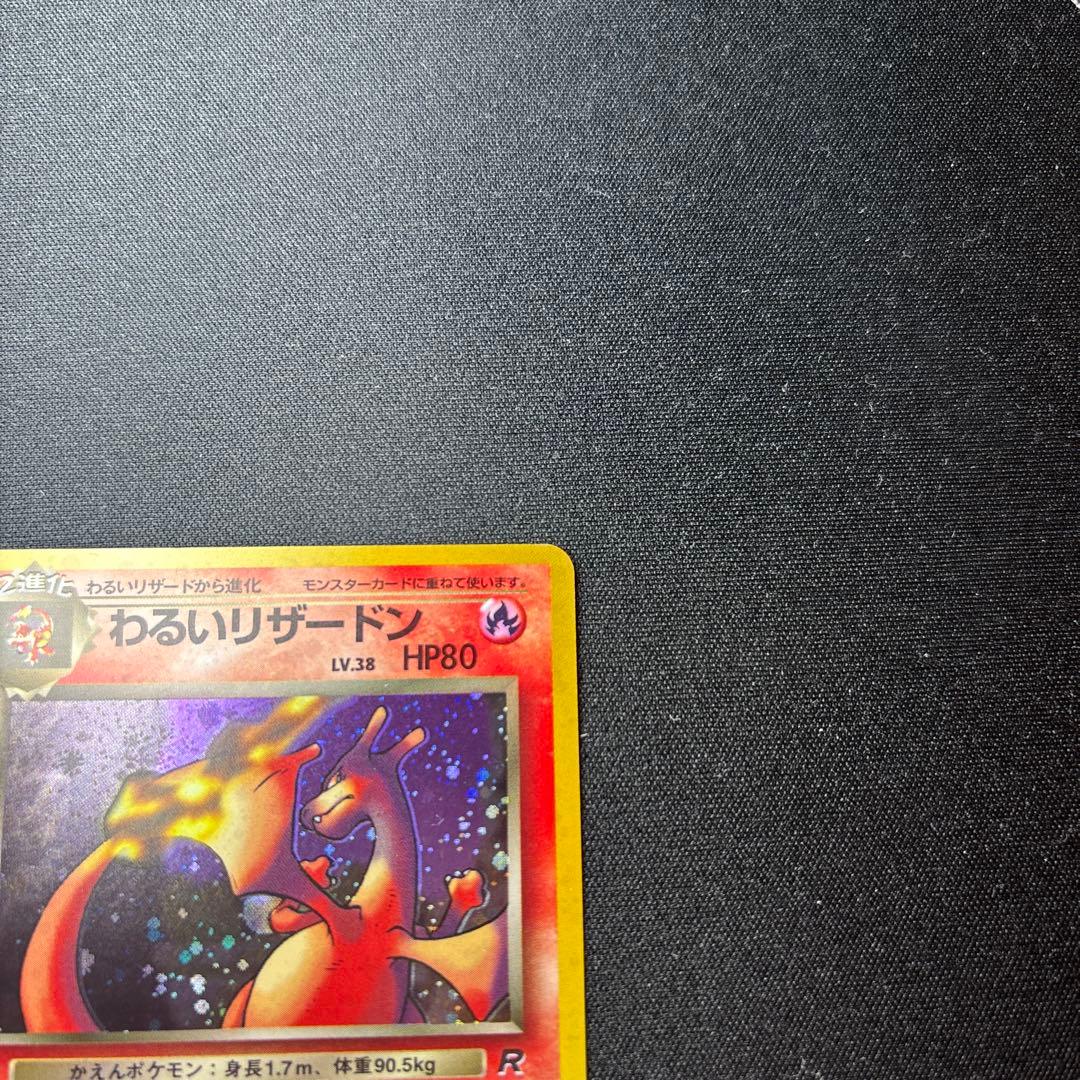 2進化 わるいリザードから進化 モンスターカードに重ねて使います。
わるいリザードン
LV.38 HP80
かえんポケモン：身長1.7m、体重90.5kg R